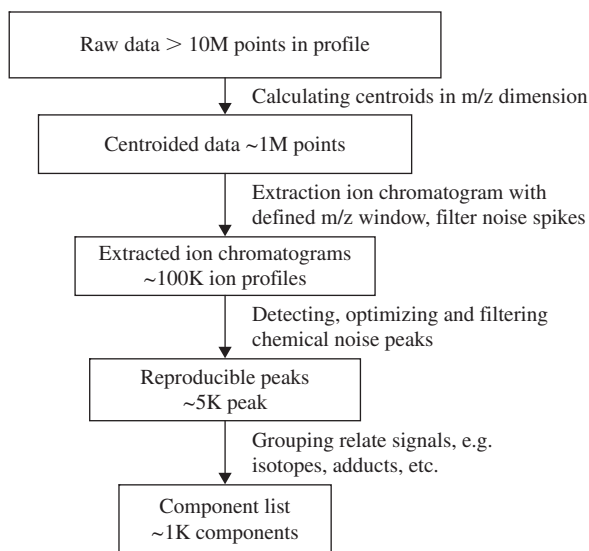 Raw data > 10M points in profile
Calculating centroids in m/z dimension
Centroided data ~1M points
Extraction ion chromatogram with
defined m/z window, filter noise spikes
Extracted ion chromatograms
~100K ion profiles
Detecting, optimizing and filtering
chemical noise peaks
Reproducible peaks
~5K peak
Grouping relate signals, e.g.
isotopes, adducts, etc.
Component list
~1K components